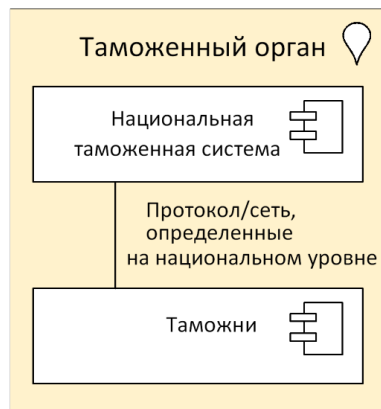 Таможенный орган
Национальная
таможенная система
Протокол/сеть,
определенные
на национальном уровне
Таможни